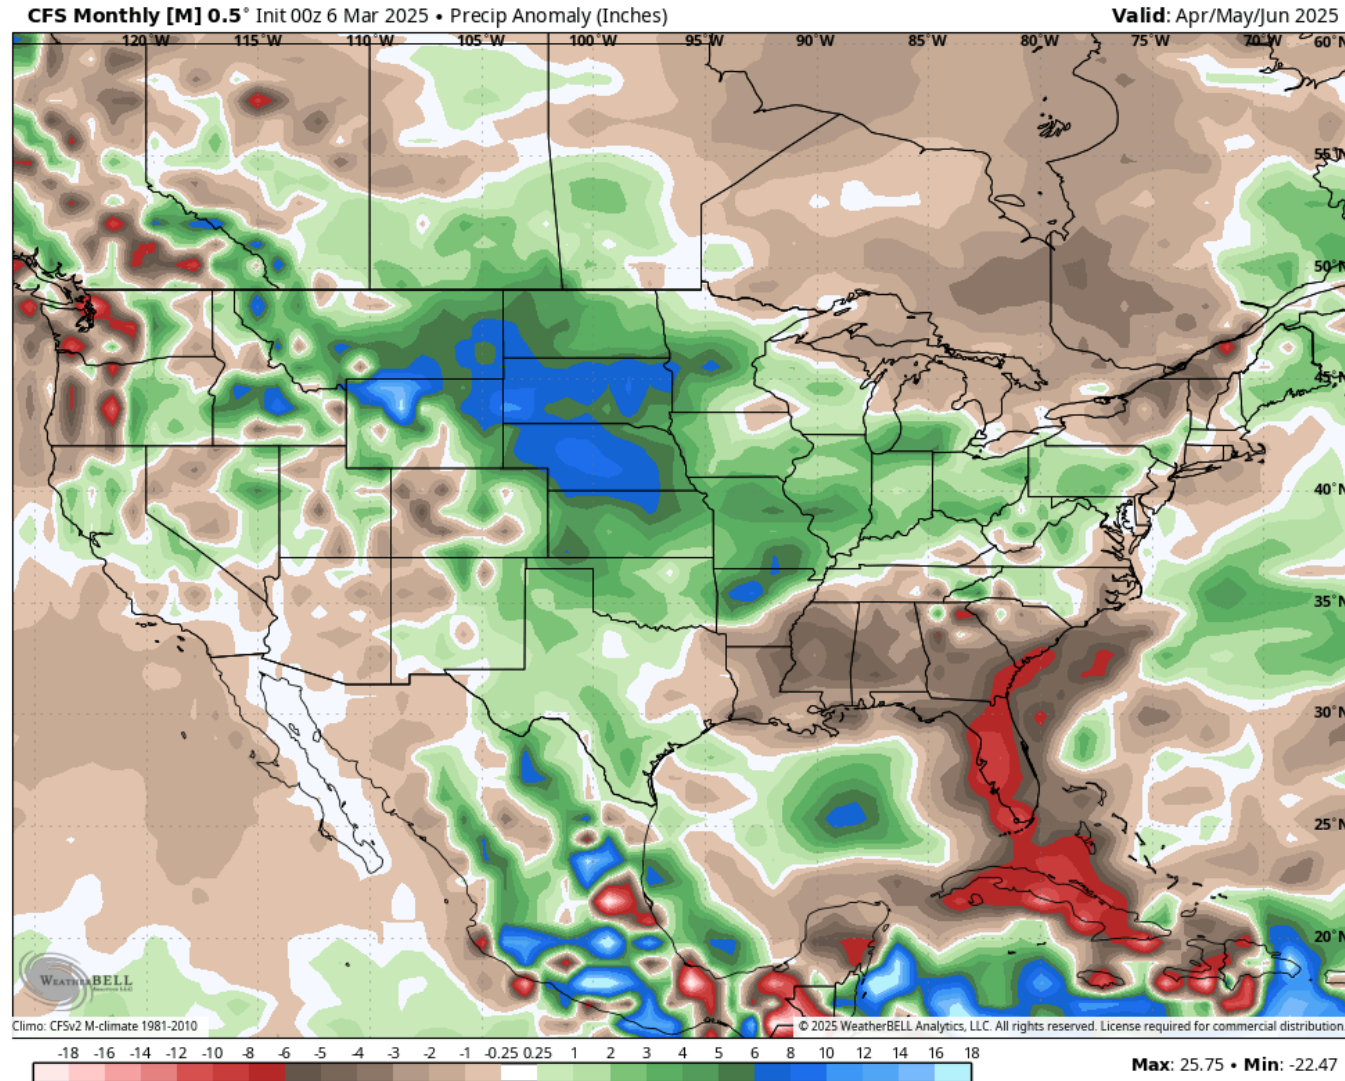 CFS Monthly [M] 0.5° Init 00z 6 Mar 2025 • Precip Anomaly (Inches)
Valid: Apr/May/Jun 2025
120°W 115°W 110°W 105°W 100°W 95°W 90°W 85°W 80°W 75°W 70°W 60°N
55°N
50°N
45°N
40°N
35°N
30°N
25°N
20°N
WEATHERBELL
Analytics LLC
Climo: CFSv2 M-climate 1981-2010
© 2025 WeatherBELL Analytics, LLC. All rights reserved. License required for commercial distribution.
-18 -16 -14 -12 -10 -8 -6 -5 -4 -3 -2 -1 -0.25 0.25 1 2 3 4 5 6 8 10 12 14 16 18
Max: 25.75 • Min: -22.47